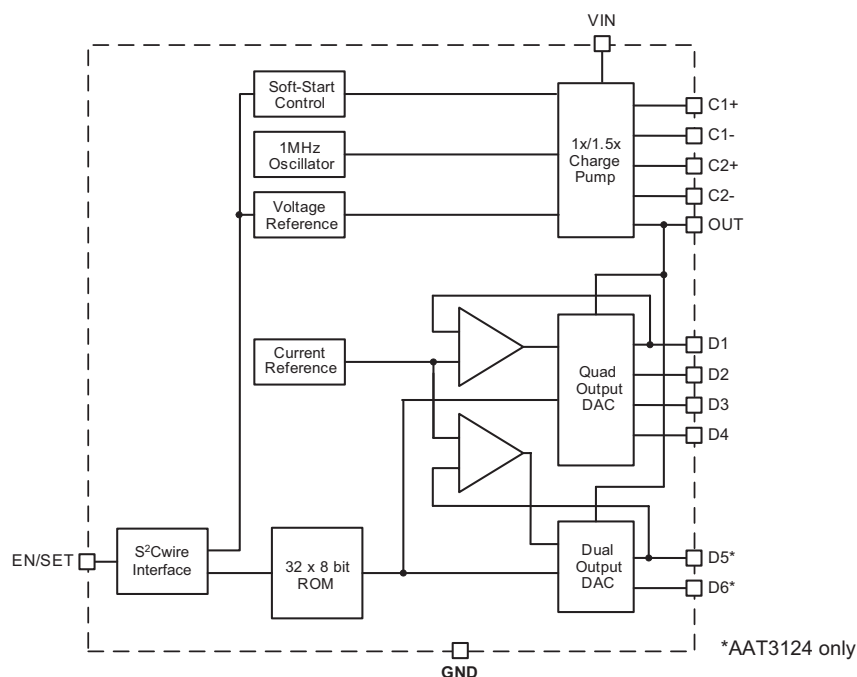 VIN
Soft-Start
Control
1MHz
Oscillator
Voltage
Reference
1x/1.5x
Charge
Pump
C1+
C1-
C2+
C2-
OUT
Current
Reference
Quad
Output
DAC
D1
D2
D3
D4
EN/SET
S²Cwire
Interface
32 x 8 bit
ROM
Dual
Output
DAC
D5*
D6*
GND
*AAT3124 only